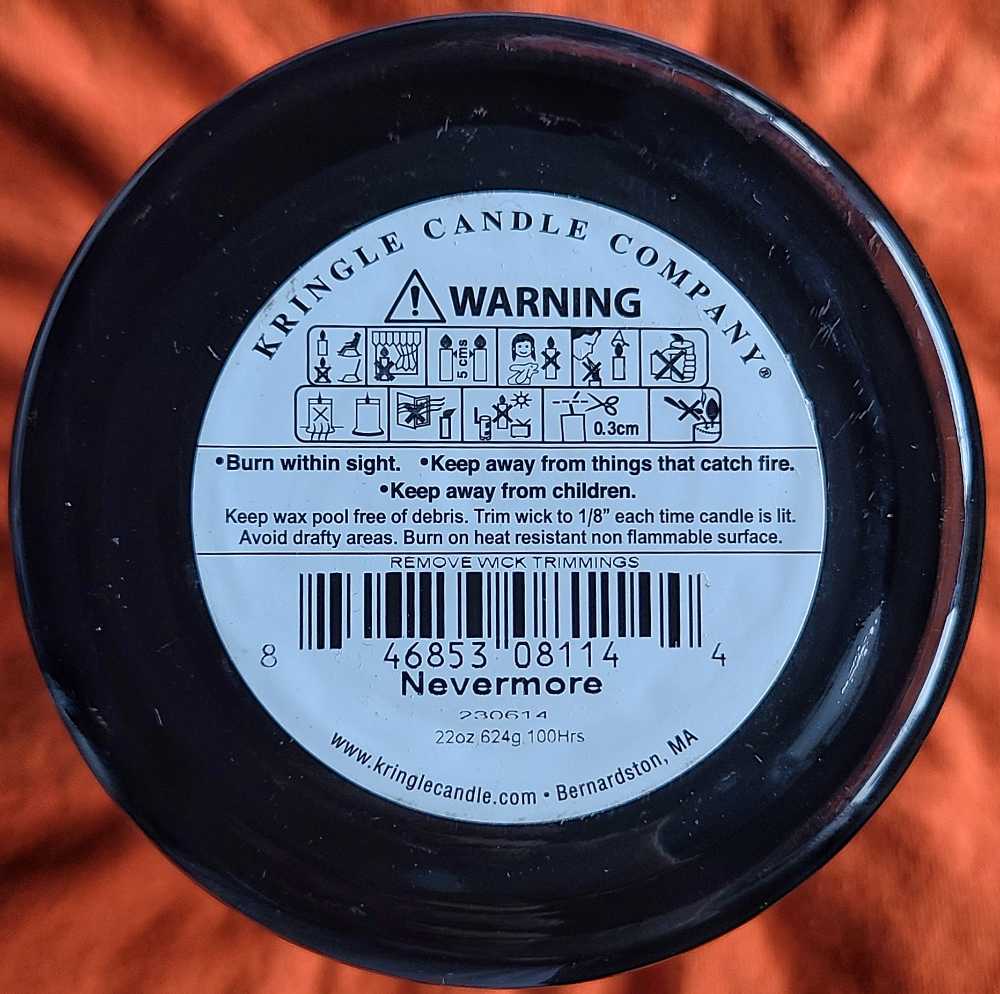 KRINGLE CANDLE COMPANY®
WARNING
5cms
0.3cm
•Burn within sight. •Keep away from things that catch fire.
•Keep away from children.
Keep wax pool free of debris. Trim wick to 1/8” each time candle is lit.
Avoid drafty areas. Burn on heat resistant non flammable surface.
REMOVE WICK TRIMMINGS
8 46853 08114 4
Nevermore
230614
22oz 624g 100Hrs
www.kringlecandle.com • Bernardston, MA